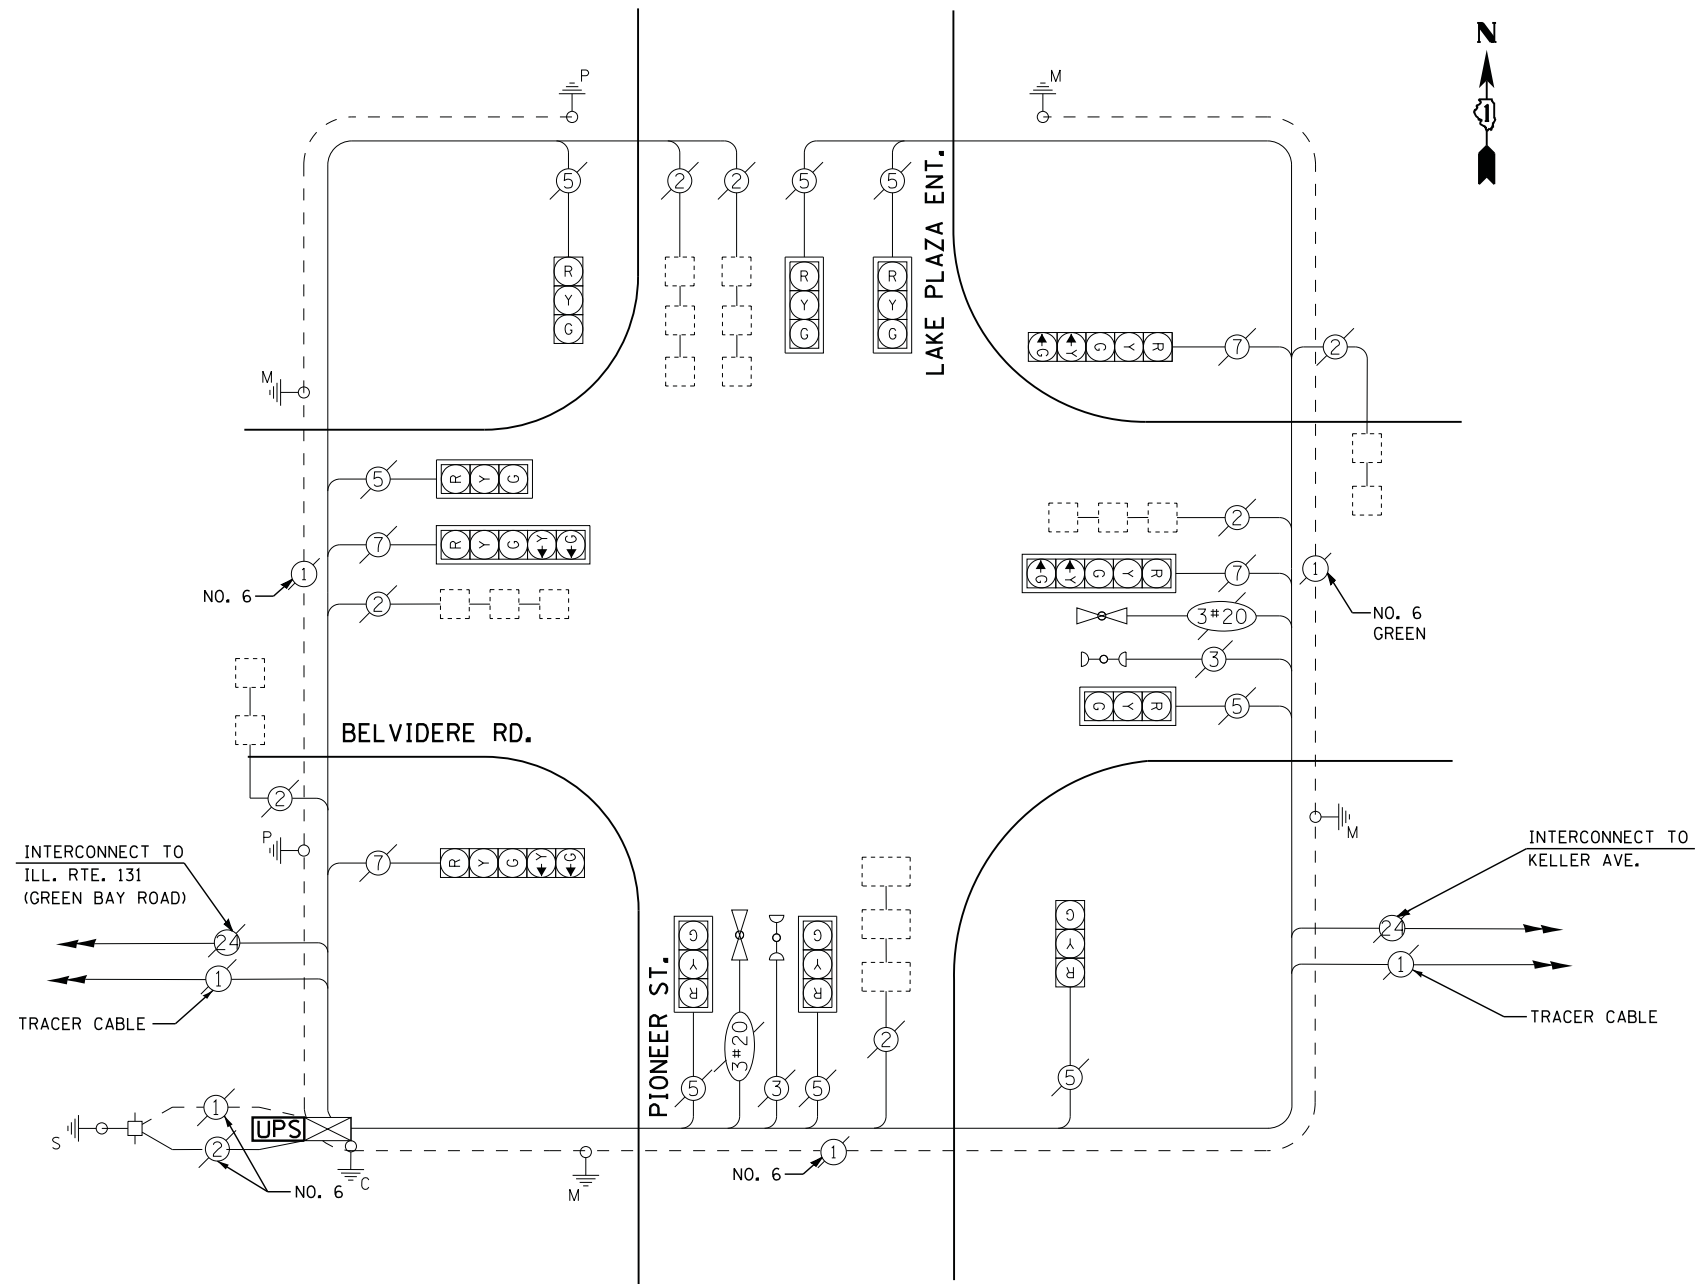 N
1
P
M
5
2
2
5
5
LAKE PLAZA ENT.
R
Y
G
R
Y
G
R
Y
G
G Y G Y R
7
2
M
5
R Y G
7
R Y G Y G
2
NO. 6
1
2
G Y G Y R
7
1
NO. 6
GREEN
3#20
3
G Y R
5
BELVIDERE RD.
2
P
7
R Y G Y G
M
INTERCONNECT TO
ILL. RTE. 131
(GREEN BAY ROAD)
24
1
TRACER CABLE
INTERCONNECT TO
KELLER AVE.
24
1
TRACER CABLE
PIONEER ST.
G
Y
R
5
3#20
3
G
Y
R
5
2
G
Y
R
5
S
1
2
UPS
C
NO. 6
M
NO. 6
1